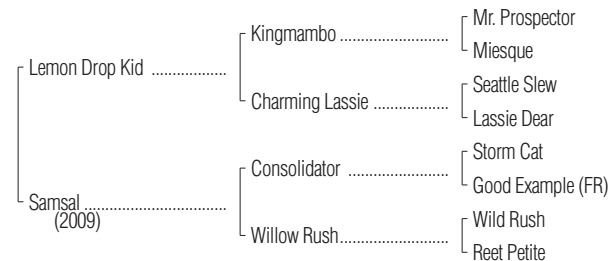 Mr. Prospector
Kingmambo ..........................
Miesque
Lemon Drop Kid ..................
Seattle Slew
Charming Lassie ..................
Lassie Dear
Storm Cat
Consolidator ........................
Good Example (FR)
Samsal ..................................
(2009)
Wild Rush
Willow Rush..........................
Reet Petite